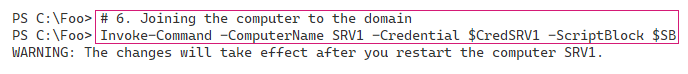 PS C:\Foo> # 6. Joining the computer to the domain
PS C:\Foo> Invoke-Command -ComputerName SRV1 -Credential $CredSRV1 -ScriptBlock $SB
WARNING: The changes will take effect after you restart the computer SRV1.